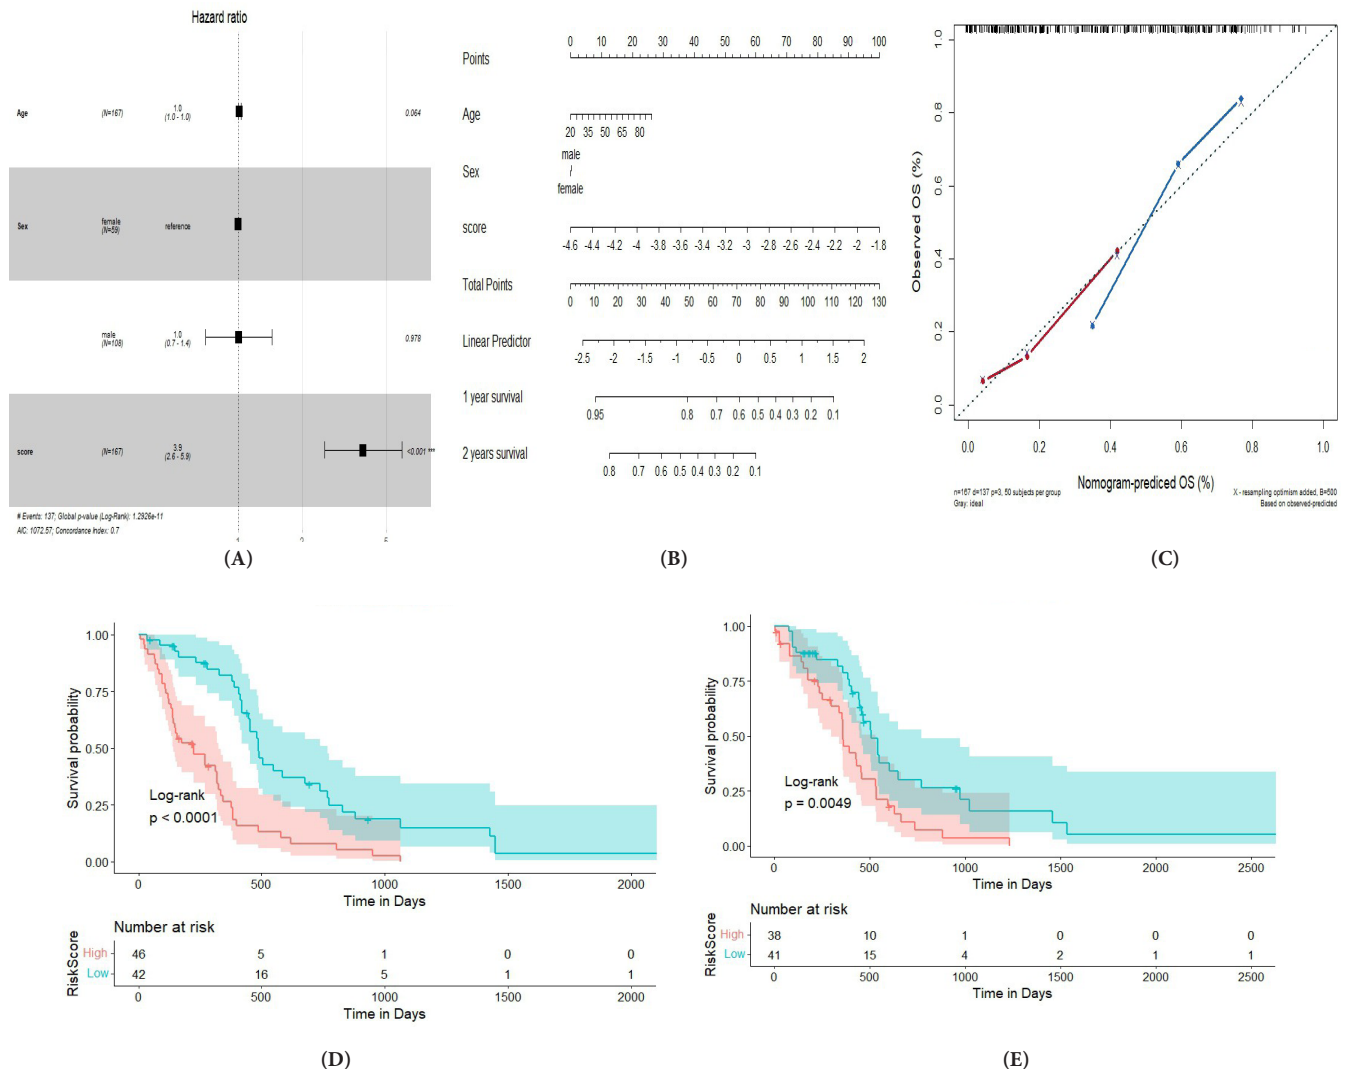 Hazard ratio
Age (N=167) 1.0 (1.0 - 1.0) 0.064
Sex female (N=59) reference
male (N=108) 1.0 (0.7 - 1.4) 0.978
score (N=167) 3.9 (2.6 - 5.9) <0.001 ***
# Events: 137; Global p-value (Log-Rank): 1.2926e-11
AIC: 1072.57; Concordance Index: 0.7
1 2 5
(A)
Points 0 10 20 30 40 50 60 70 80 90 100
Age 20 35 50 65 80
Sex male female
score -4.6 -4.4 -4.2 -4 -3.8 -3.6 -3.4 -3.2 -3 -2.8 -2.6 -2.4 -2.2 -2 -1.8
Total Points 0 10 20 30 40 50 60 70 80 90 100 110 120 130
Linear Predictor -2.5 -2 -1.5 -1 -0.5 0 0.5 1 1.5 2
1 year survival 0.95 0.8 0.7 0.6 0.5 0.4 0.3 0.2 0.1
2 years survival 0.8 0.7 0.6 0.5 0.4 0.3 0.2 0.1
(B)
Observed OS (%)
1.0
0.8
0.6
0.4
0.2
0.0
0.0 0.2 0.4 0.6 0.8 1.0
Nomogram-prediced OS (%)
n=167 d=137 p=3, 50 subjects per group
Gray: ideal
X - resampling optimism added, B=500
Based on observed-predicted
(C)
Survival probability
1.00
0.75
0.50
0.25
0.00
Log-rank
p < 0.0001
0 500 1000 1500 2000
Time in Days
Number at risk
RiskScore
High 46 5 1 0 0
Low 42 16 5 1 1
0 500 1000 1500 2000
Time in Days
(D)
Survival probability
1.00
0.75
0.50
0.25
0.00
Log-rank
p = 0.0049
0 500 1000 1500 2000 2500
Time in Days
Number at risk
RiskScore
High 38 10 1 0 0 0
Low 41 15 4 2 1 1
0 500 1000 1500 2000 2500
Time in Days
(E)